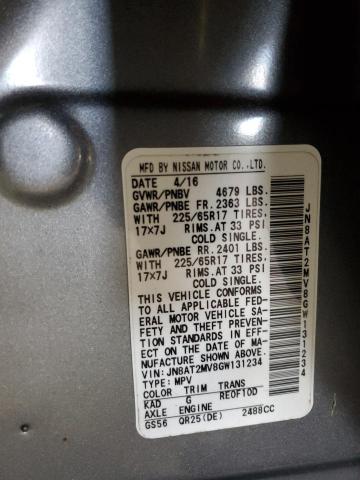 MFD BY NISSAN MOTOR CO.,LTD.
DATE 4/16
GVWR/PNBV 4679 LBS.
GAWR/PNBE FR. 2363 LBS.
WITH 225/65R17 TIRES,
17x7J RIMS.AT 33 PSI
COLD SINGLE.
GAWR/PNBE RR. 2401 LBS.
WITH 225/65R17 TIRES,
17x7J RIMS.AT 33 PSI
COLD SINGLE.
THIS VEHICLE CONFORMS
TO ALL APPLICABLE FED-
ERAL MOTOR VEHICLE SA-
FETY AND THEFT PREV-
ENTION STANDARDS IN EFF-
ECT ON THE DATE OF MA-
NUFACTURE SHOWN ABOVE.
VIN: JN8AT2MV8GW131234
TYPE: MPV
COLOR TRIM TRANS
KAD G RE0F10D
AXLE ENGINE
GS56 QR25(DE) 2488CC
JN8AT2MV8GW131234